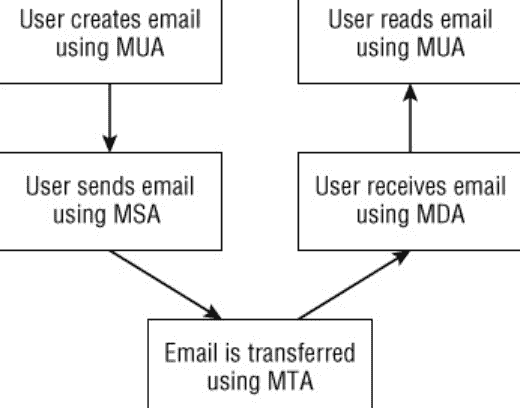 User creates email
using MUA
User reads email
using MUA
User sends email
using MSA
User receives email
using MDA
Email is transferred
using MTA